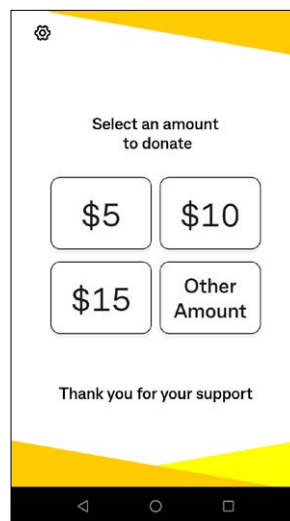 Select an amount
to donate
$5
$10
$15
Other
Amount
Thank you for your support